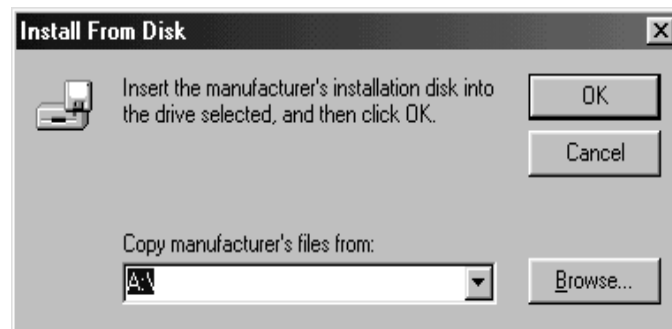 Install From Disk
Insert the manufacturer's installation disk into
the drive selected, and then click OK.
OK
Cancel
Copy manufacturer's files from:
A:\
Browse...